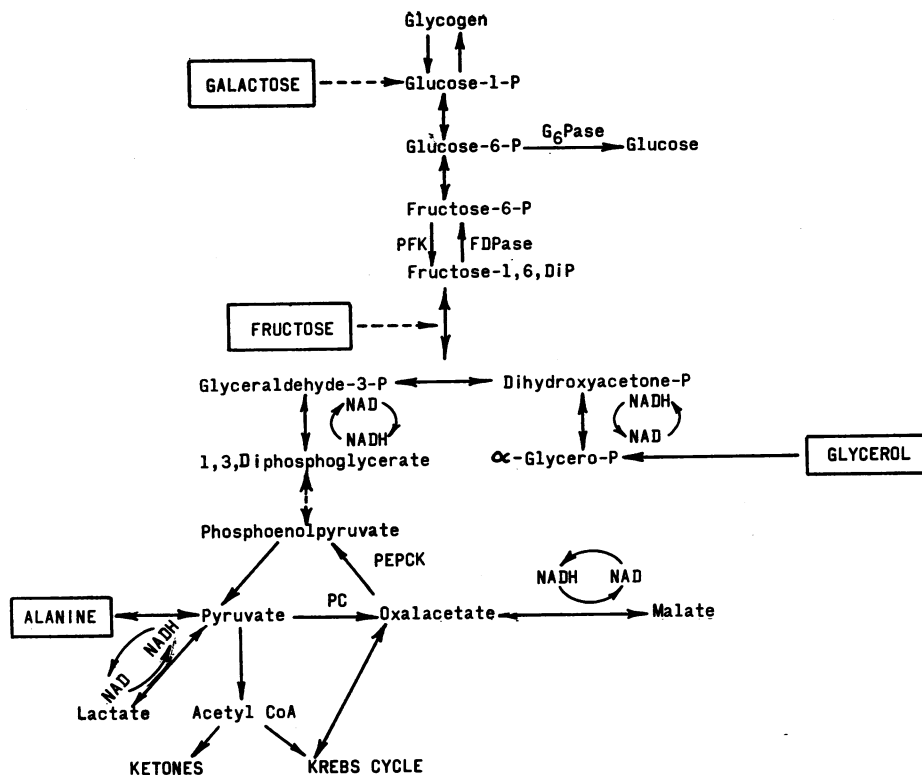 Glycogen
GALACTOSE
Glucose-1-P
Glucose-6-P
G6Pase
Glucose
Fructose-6-P
PFK
FDPase
Fructose-1,6,DiP
FRUCTOSE
Glyceraldehyde-3-P
Dihydroxyacetone-P
NAD
NADH
NADH
NAD
1,3,Diphosphoglycerate
α-Glycero-P
GLYCEROL
Phosphoenolpyruvate
PEPCK
NADH
NAD
ALANINE
Pyruvate
PC
Oxalacetate
Malate
NADH
NAD
Lactate
Acetyl CoA
KETONES
KREBS CYCLE